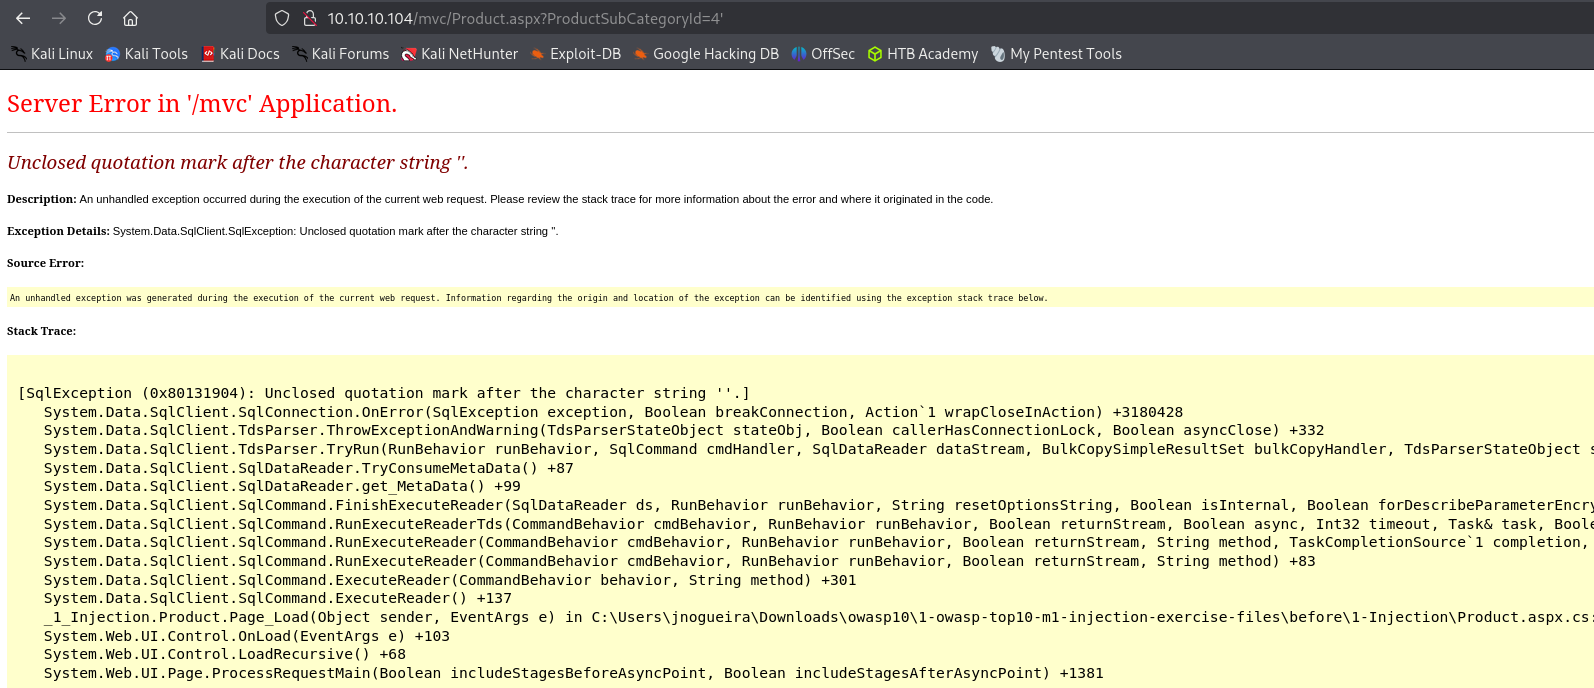 10.10.10.104/mvc/Product.aspx?ProductSubCategoryId=4'
Kali Linux Kali Tools Kali Docs Kali Forums Kali NetHunter Exploit-DB Google Hacking DB OffSec HTB Academy My Pentest Tools
Server Error in '/mvc' Application.
Unclosed quotation mark after the character string ''.
Description: An unhandled exception occurred during the execution of the current web request. Please review the stack trace for more information about the error and where it originated in the code.
Exception Details: System.Data.SqlClient.SqlException: Unclosed quotation mark after the character string ''.
Source Error:
An unhandled exception was generated during the execution of the current web request. Information regarding the origin and location of the exception can be identified using the exception stack trace below.
Stack Trace:
[SqlException (0x80131904): Unclosed quotation mark after the character string ''.]
System.Data.SqlClient.SqlConnection.OnError(SqlException exception, Boolean breakConnection, Action`1 wrapCloseInAction) +3180428
System.Data.SqlClient.TdsParser.ThrowExceptionAndWarning(TdsParserStateObject stateObj, Boolean callerHasConnectionLock, Boolean asyncClose) +332
System.Data.SqlClient.TdsParser.TryRun(RunBehavior runBehavior, SqlCommand cmdHandler, SqlDataReader dataStream, BulkCopySimpleResultSet bulkCopyHandler, TdsParserStateObject s
System.Data.SqlClient.SqlDataReader.TryConsumeMetaData() +87
System.Data.SqlClient.SqlDataReader.get_MetaData() +99
System.Data.SqlClient.SqlCommand.FinishExecuteReader(SqlDataReader ds, RunBehavior runBehavior, String resetOptionsString, Boolean isInternal, Boolean forDescribeParameterEncry
System.Data.SqlClient.SqlCommand.RunExecuteReaderTds(CommandBehavior cmdBehavior, RunBehavior runBehavior, Boolean returnStream, Boolean async, Int32 timeout, Task& task, Boole
System.Data.SqlClient.SqlCommand.RunExecuteReader(CommandBehavior cmdBehavior, RunBehavior runBehavior, Boolean returnStream, String method, TaskCompletionSource`1 completion,
System.Data.SqlClient.SqlCommand.RunExecuteReader(CommandBehavior cmdBehavior, RunBehavior runBehavior, Boolean returnStream, String method) +83
System.Data.SqlClient.SqlCommand.ExecuteReader(CommandBehavior behavior, String method) +301
System.Data.SqlClient.SqlCommand.ExecuteReader() +137
_1_Injection.Product.Page_Load(Object sender, EventArgs e) in C:\Users\jnogueira\Downloads\owasp10\1-owasp-top10-m1-injection-exercise-files\before\1-Injection\Product.aspx.cs:
System.Web.UI.Control.OnLoad(EventArgs e) +103
System.Web.UI.Control.LoadRecursive() +68
System.Web.UI.Page.ProcessRequestMain(Boolean includeStagesBeforeAsyncPoint, Boolean includeStagesAfterAsyncPoint) +1381